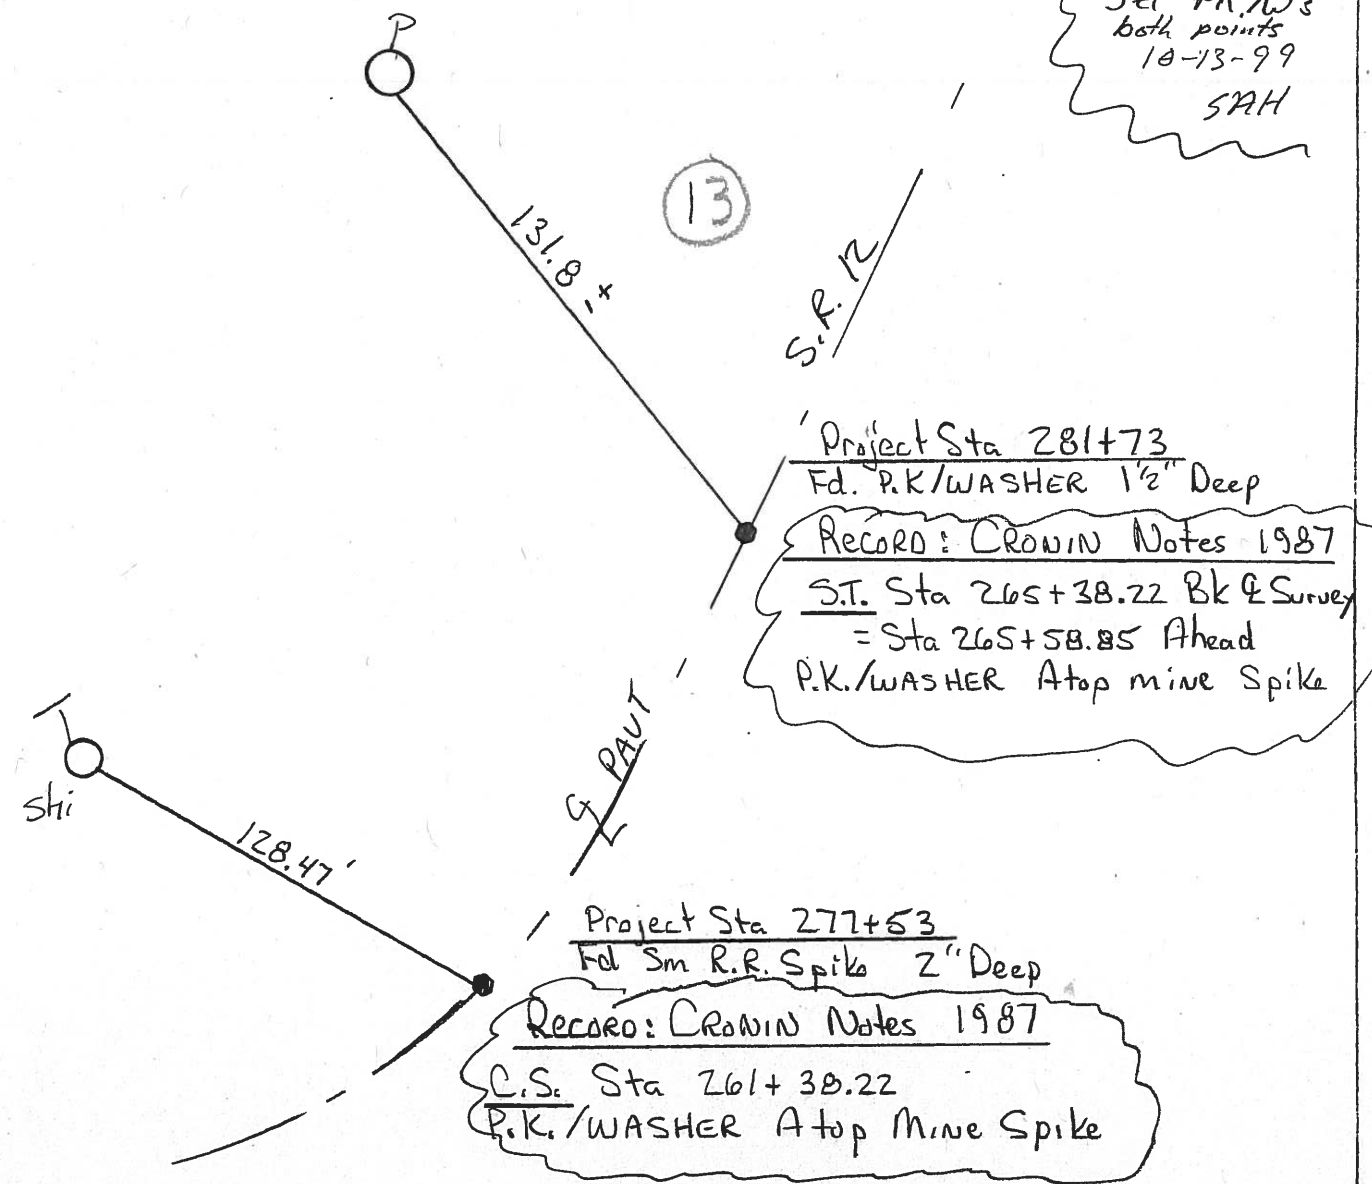 P
both points
10-13-99
SAH
13
131.8 ±
S.R. 12
Project Sta 281+73
Fd. P.K/WASHER 1½" Deep
RECORD: CRONIN Notes 1987
S.T. Sta 265+38.22 Bk ℄ Survey
= Sta 265+58.85 Ahead
P.K./WASHER Atop mine Spike
℄ PAVT
128.47'
Project Sta 277+53
Fd Sm R.R. Spike 2" Deep
RECORD: CRONIN Notes 1987
C.S. Sta 261+38.22
P.K./WASHER Atop Mine Spike